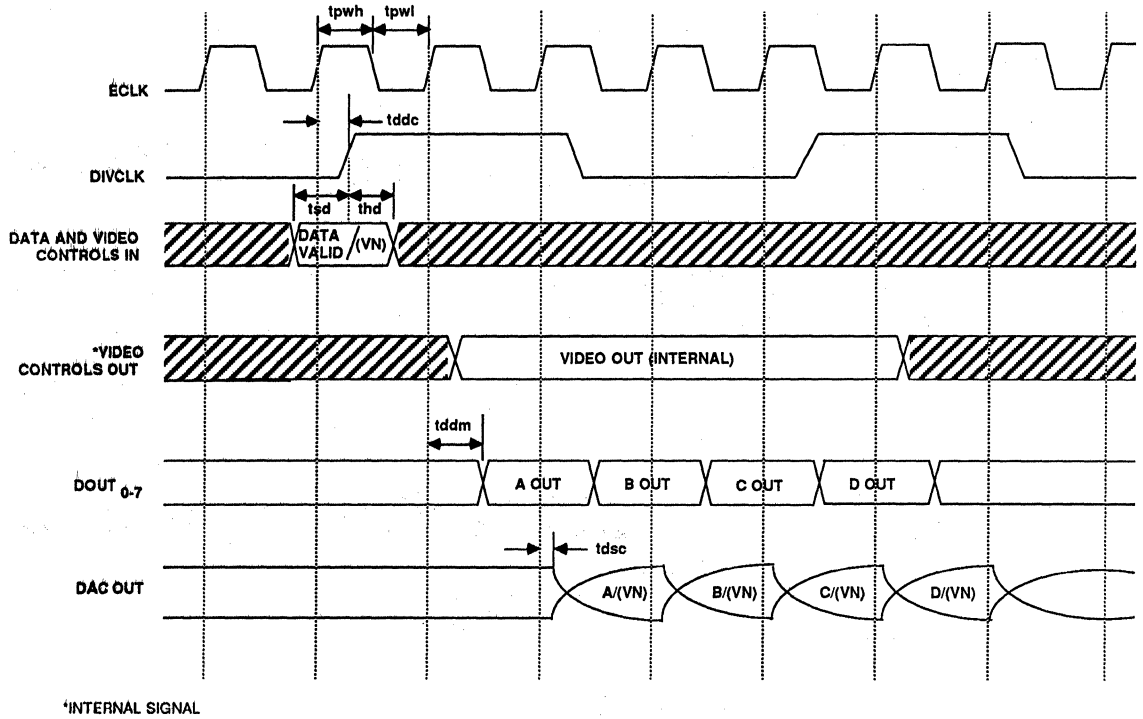 tpwh tpwl
ECLK
tddc
DIVCLK
tsd thd
DATA AND VIDEO
CONTROLS IN
DATA
VALID / (VN)
*VIDEO
CONTROLS OUT
VIDEO OUT (INTERNAL)
tddm
DOUT 0-7
A OUT B OUT C OUT D OUT
tdsc
DAC OUT
A/(VN) B/(VN) C/(VN) D/(VN)
*INTERNAL SIGNAL